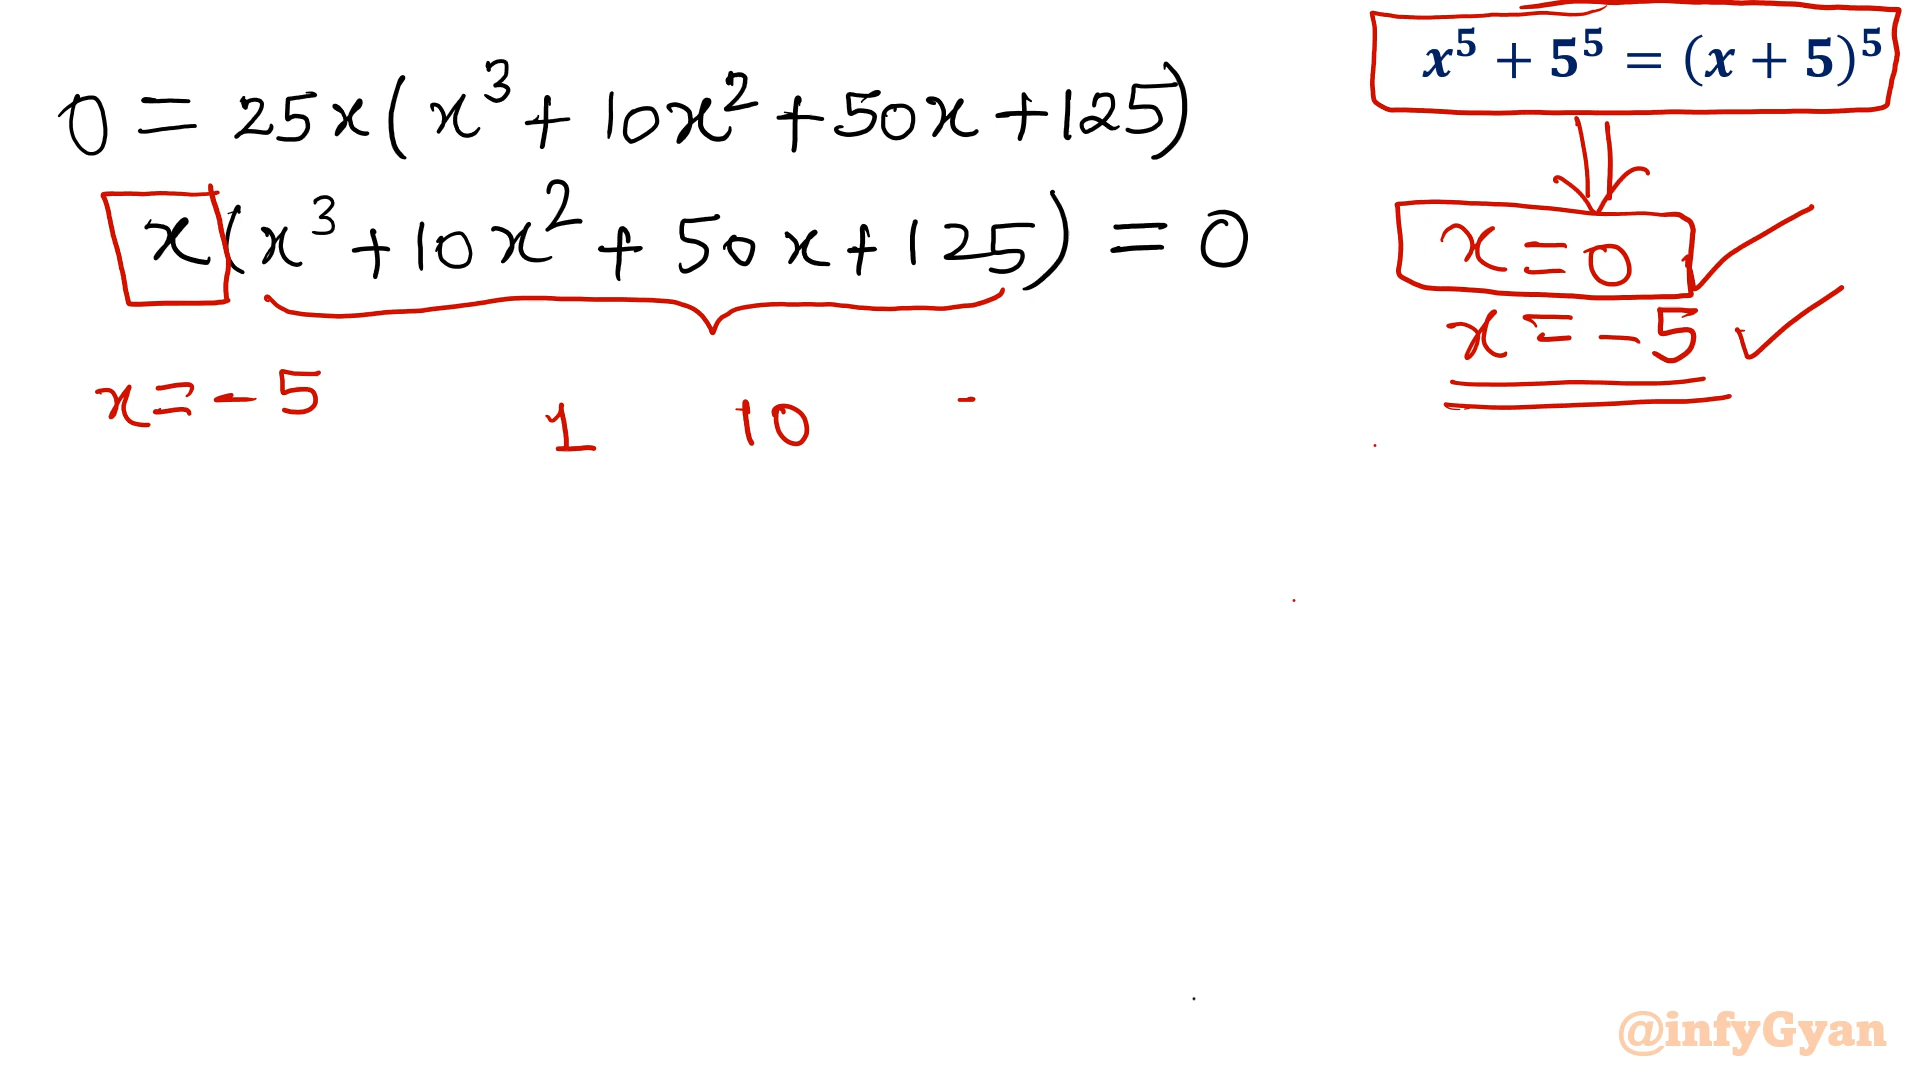 x⁵ + 5⁵ = (x + 5)⁵
0 = 25x(x³ + 10x² + 50x + 125)
x(x³ + 10x² + 50x + 125) = 0
x = 0
x = -5
x = -5
1 10 -
@infyGyan